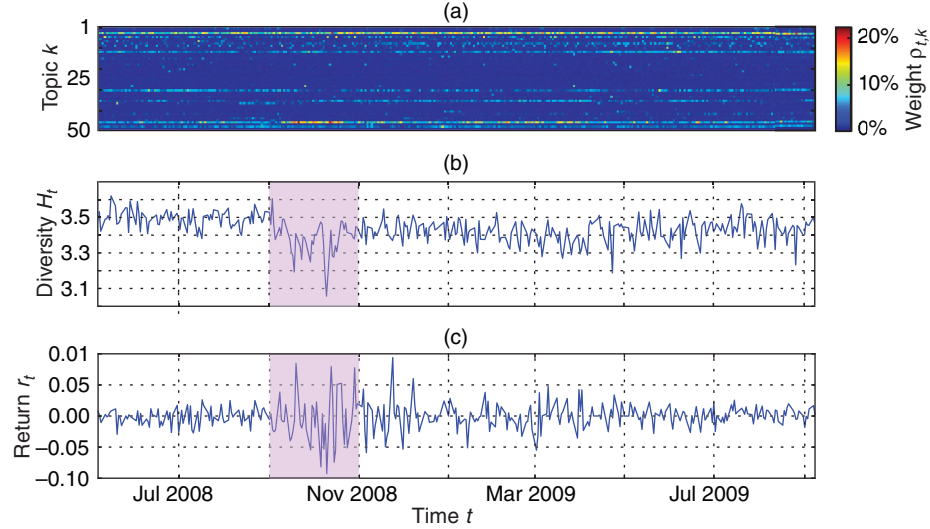 (a)
1
25
50
Topic k
20%
10%
0%
Weight ρt,k
(b)
3.5
3.3
3.1
Diversity Ht
(c)
0.01
0.05
0.00
−0.05
−0.10
Return rt
Jul 2008
Nov 2008
Mar 2009
Jul 2009
Time t